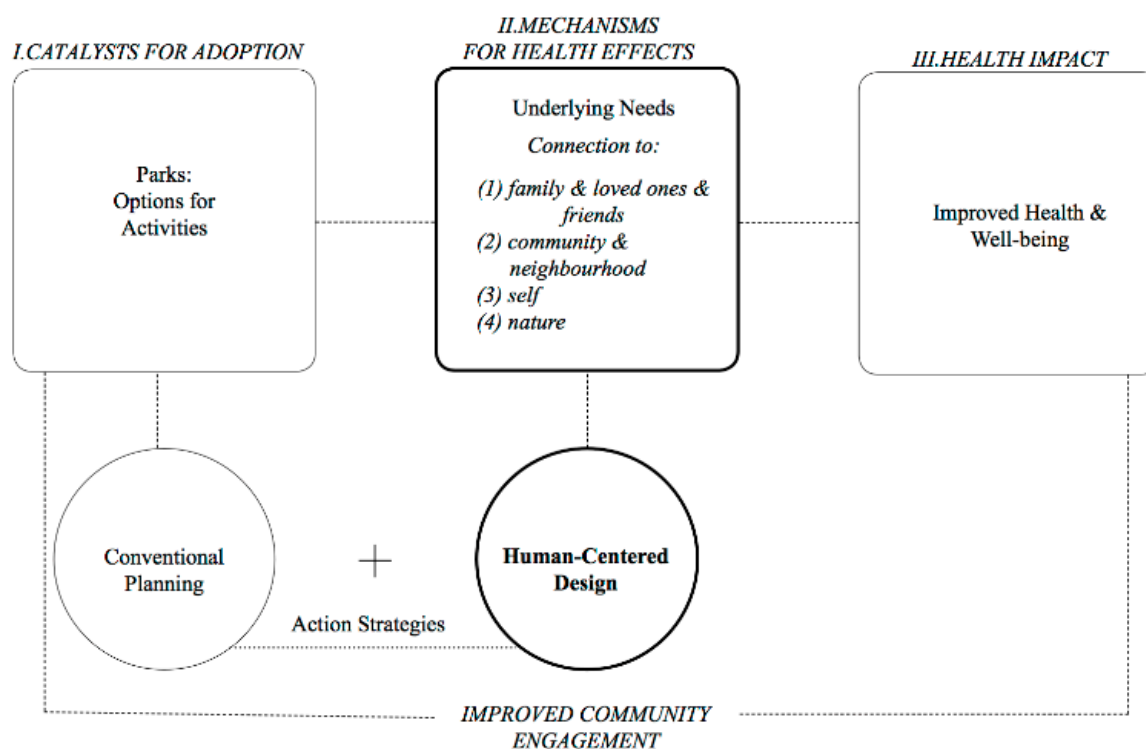 I.CATALYSTS FOR ADOPTION
II.MECHANISMS
FOR HEALTH EFFECTS
III.HEALTH IMPACT
Parks:
Options for
Activities
Underlying Needs
Connection to:
(1) family & loved ones &
friends
(2) community &
neighbourhood
(3) self
(4) nature
Improved Health &
Well-being
Conventional
Planning
+
Human-Centered
Design
Action Strategies
IMPROVED COMMUNITY
ENGAGEMENT